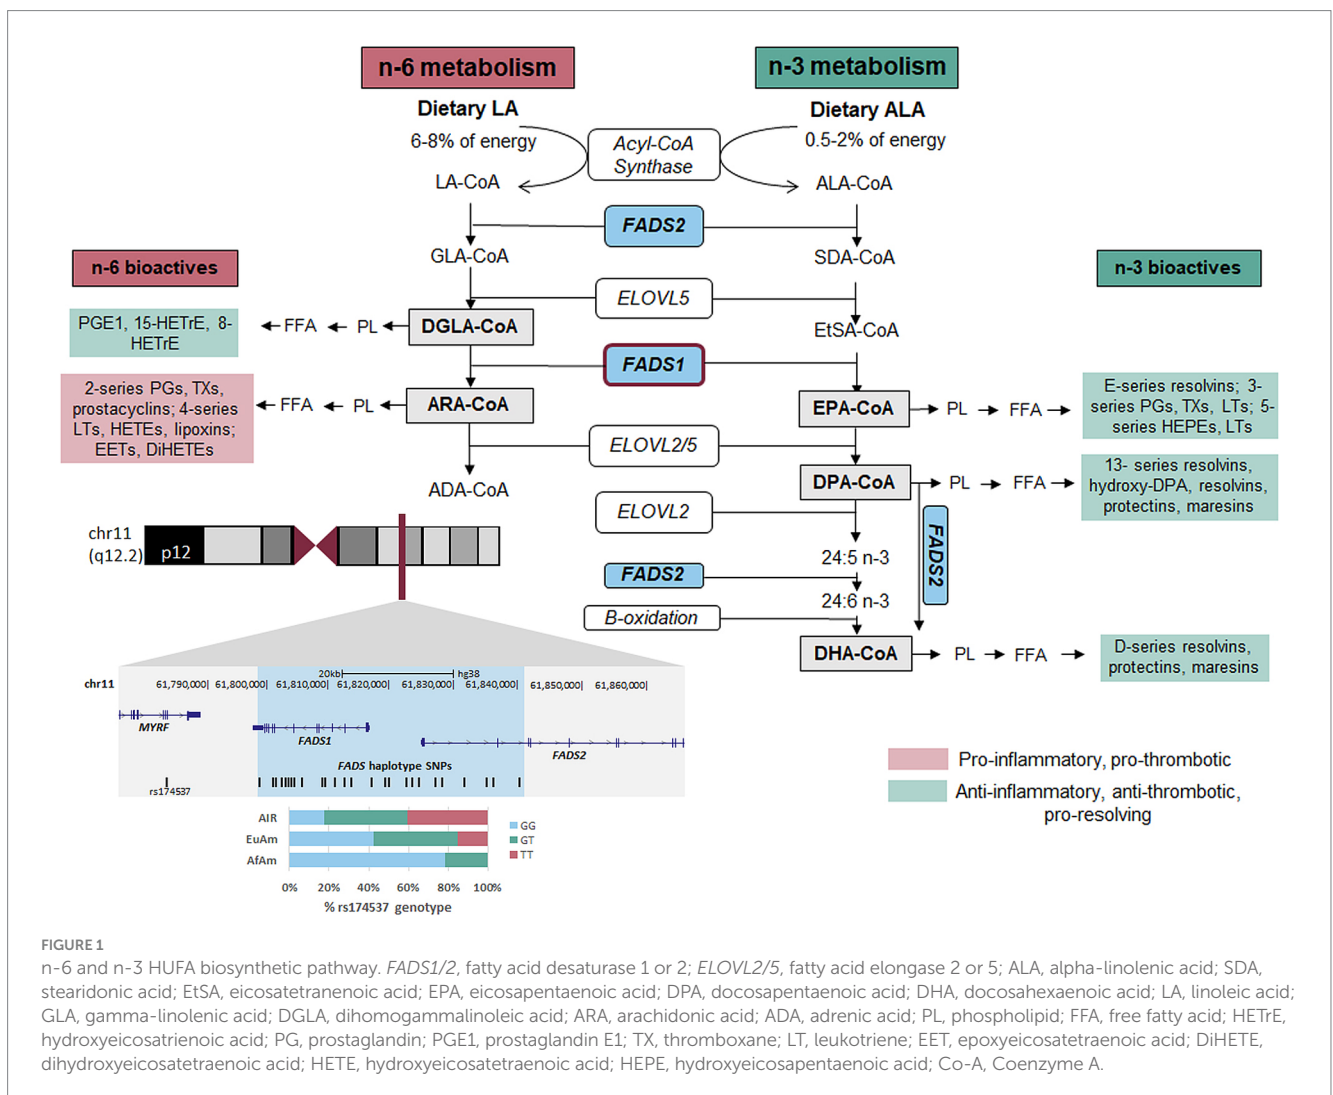 n-6 metabolism
n-3 metabolism
Dietary LA
6-8% of energy
Acyl-CoA
Synthase
Dietary ALA
0.5-2% of energy
LA-CoA
ALA-CoA
FADS2
GLA-CoA
SDA-CoA
n-6 bioactives
n-3 bioactives
ELOVL5
PGE1, 15-HETrE, 8-
HETrE
FFA
PL
DGLA-CoA
EtSA-CoA
FADS1
2-series PGs, TXs,
prostacyclins; 4-series
LTs, HETEs, lipoxins;
EETs, DiHETEs
FFA
PL
ARA-CoA
EPA-CoA
PL
FFA
E-series resolvins; 3-
series PGs, TXs, LTs; 5-
series HEPEs, LTs
ELOVL2/5
ADA-CoA
DPA-CoA
PL
FFA
13- series resolvins,
hydroxy-DPA, resolvins,
protectins, maresins
ELOVL2
FADS2
24:5 n-3
FADS2
24:6 n-3
B-oxidation
DHA-CoA
PL
FFA
D-series resolvins,
protectins, maresins
chr11
(q12.2)
p12
20kb
hg38
chr11
61,790,000|
61,800,000|
61,810,000|
61,820,000|
61,830,000|
61,840,000|
61,850,000|
61,860,000|
MYRF
FADS1
FADS2
FADS haplotype SNPs
rs174537
Pro-inflammatory, pro-thrombotic
Anti-inflammatory, anti-thrombotic,
pro-resolving
AIR
EuAm
AfAm
GG
GT
TT
0%
20%
40%
60%
80%
100%
% rs174537 genotype
FIGURE 1
n-6 and n-3 HUFA biosynthetic pathway. FADS1/2, fatty acid desaturase 1 or 2; ELOVL2/5, fatty acid elongase 2 or 5; ALA, alpha-linolenic acid; SDA,
stearidonic acid; EtSA, eicosatetranenoic acid; EPA, eicosapentaenoic acid; DPA, docosapentaenoic acid; DHA, docosahexaenoic acid; LA, linoleic acid;
GLA, gamma-linolenic acid; DGLA, dihomogammalinoleic acid; ARA, arachidonic acid; ADA, adrenic acid; PL, phospholipid; FFA, free fatty acid; HETrE,
hydroxyeicosatrienoic acid; PG, prostaglandin; PGE1, prostaglandin E1; TX, thromboxane; LT, leukotriene; EET, epoxyeicosatetraenoic acid; DiHETE,
dihydroxyeicosatetraenoic acid; HETE, hydroxyeicosatetraenoic acid; HEPE, hydroxyeicosapentaenoic acid; Co-A, Coenzyme A.